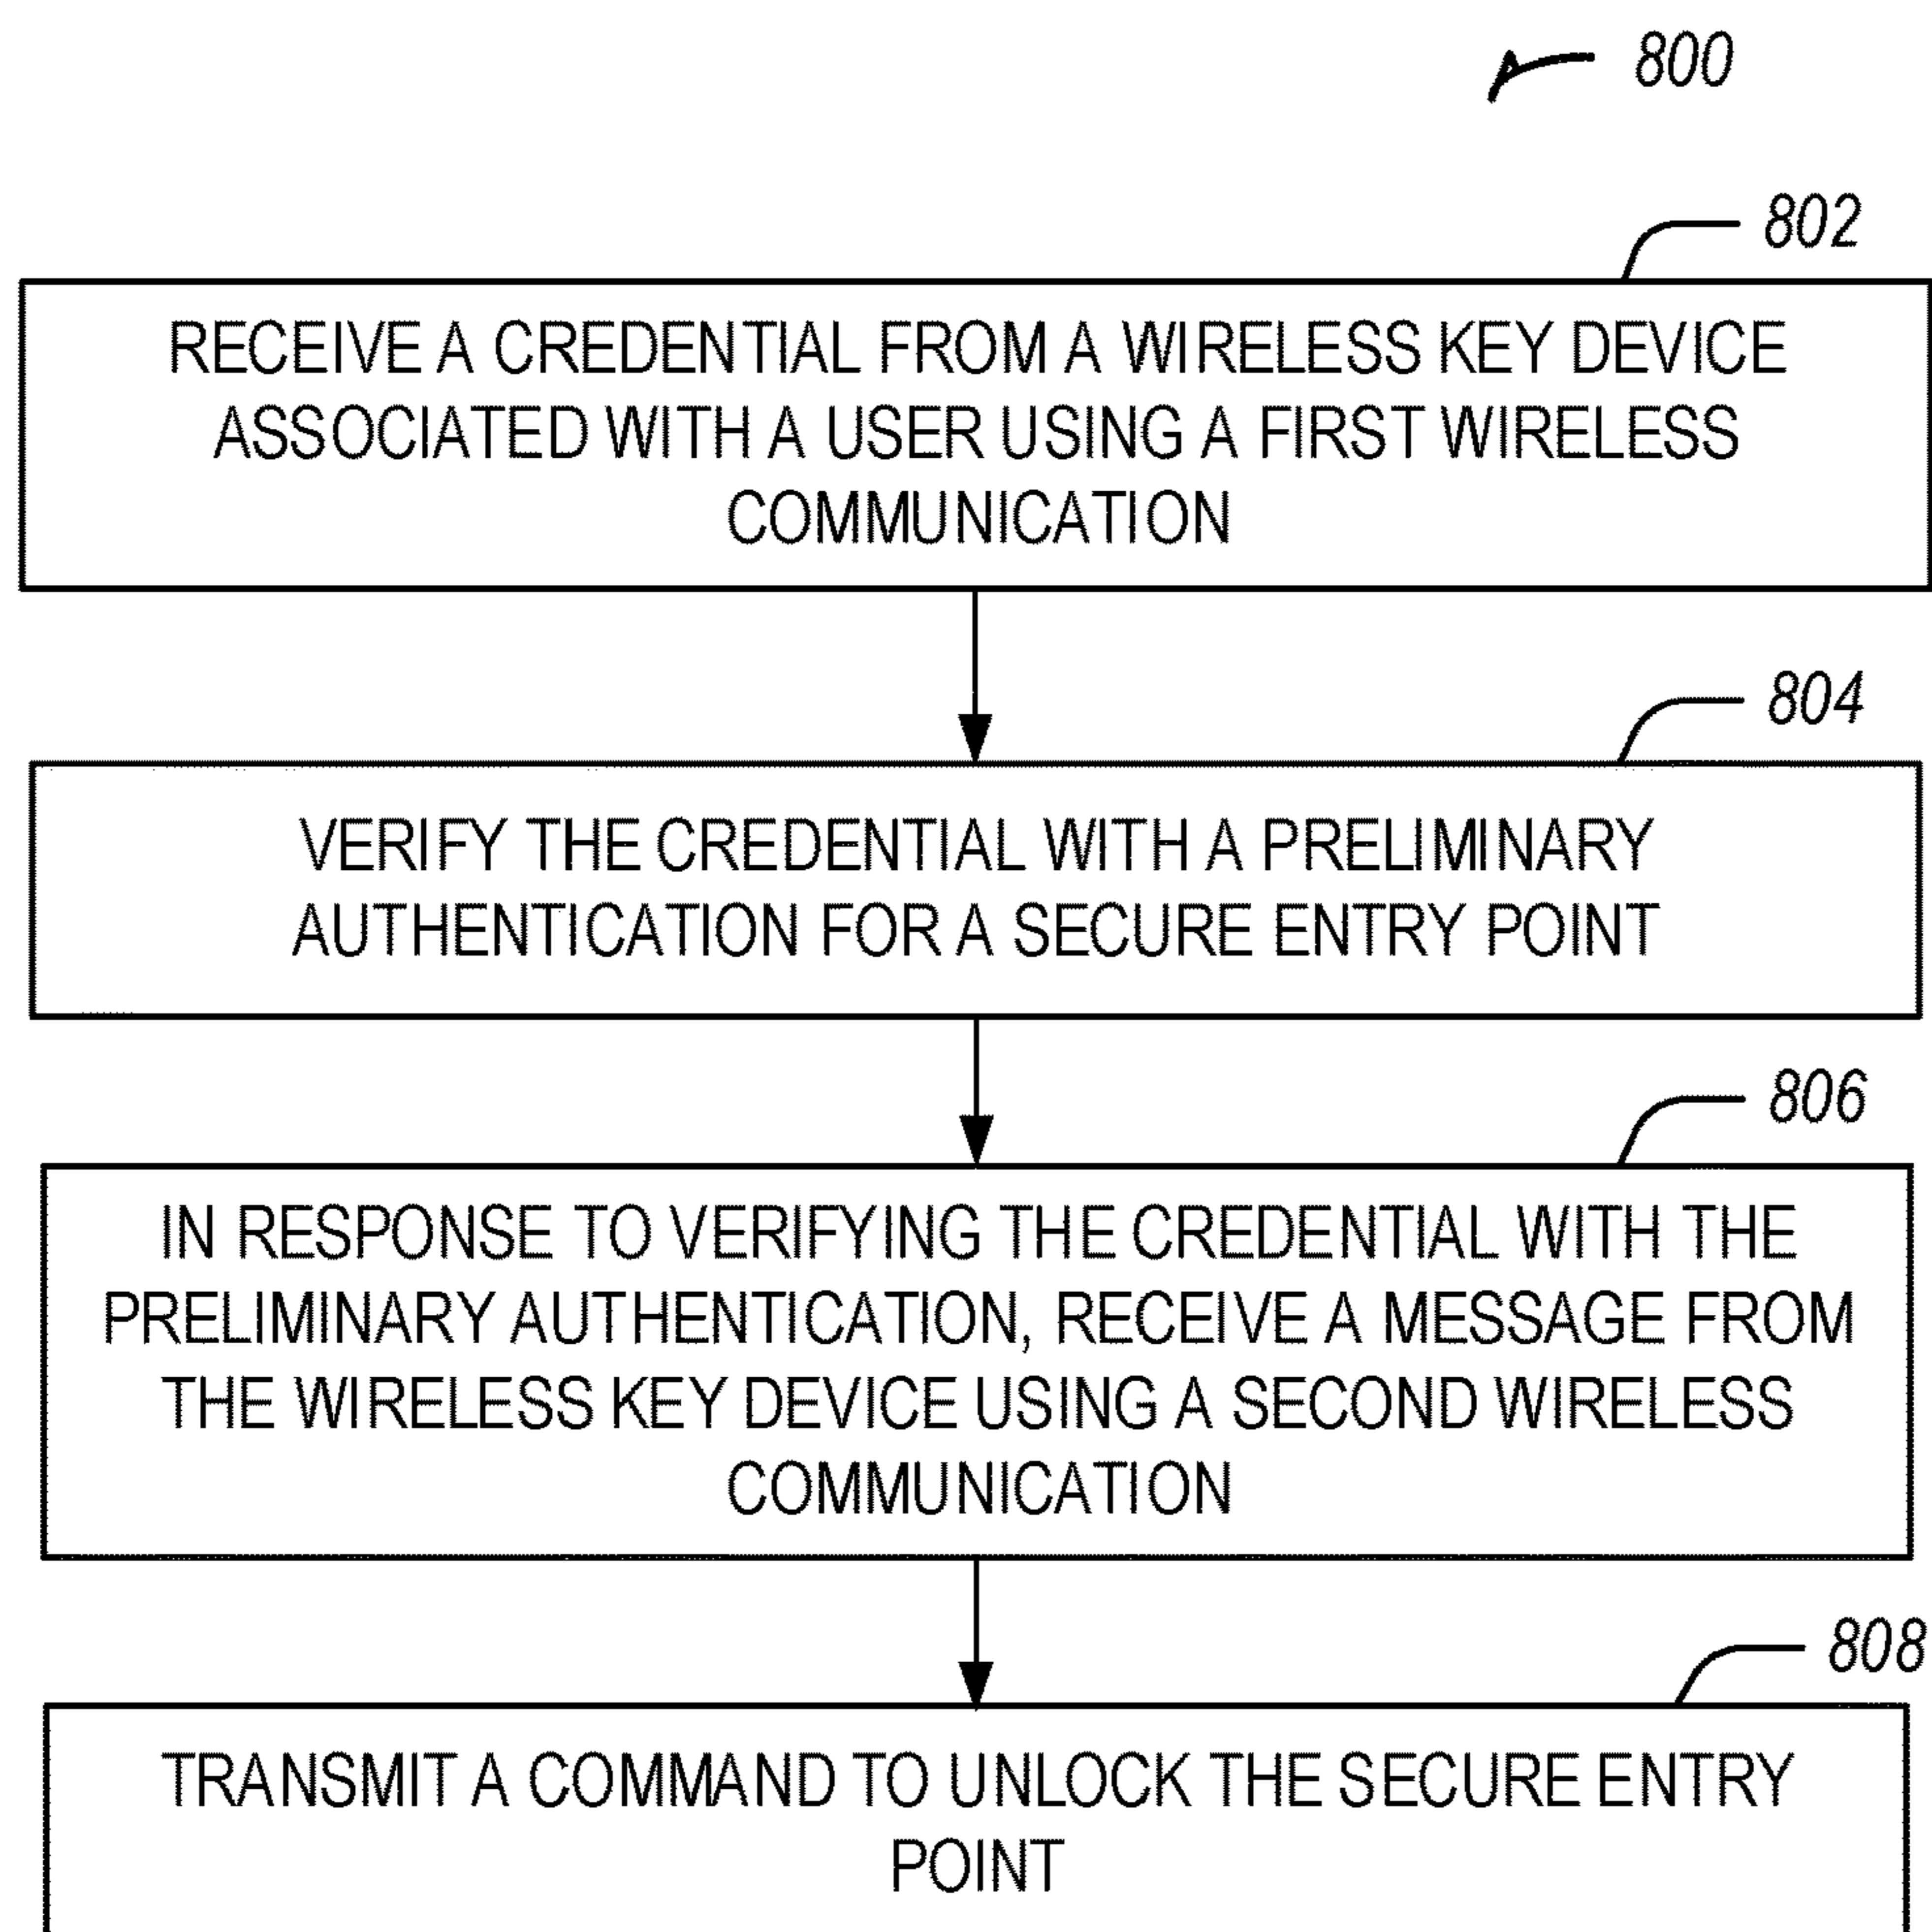 800
802
RECEIVE A CREDENTIAL FROM A WIRELESS KEY DEVICE
ASSOCIATED WITH A USER USING A FIRST WIRELESS
COMMUNICATION
804
VERIFY THE CREDENTIAL WITH A PRELIMINARY
AUTHENTICATION FOR A SECURE ENTRY POINT
806
IN RESPONSE TO VERIFYING THE CREDENTIAL WITH THE
PRELIMINARY AUTHENTICATION, RECEIVE A MESSAGE FROM
THE WIRELESS KEY DEVICE USING A SECOND WIRELESS
COMMUNICATION
808
TRANSMIT A COMMAND TO UNLOCK THE SECURE ENTRY
POINT